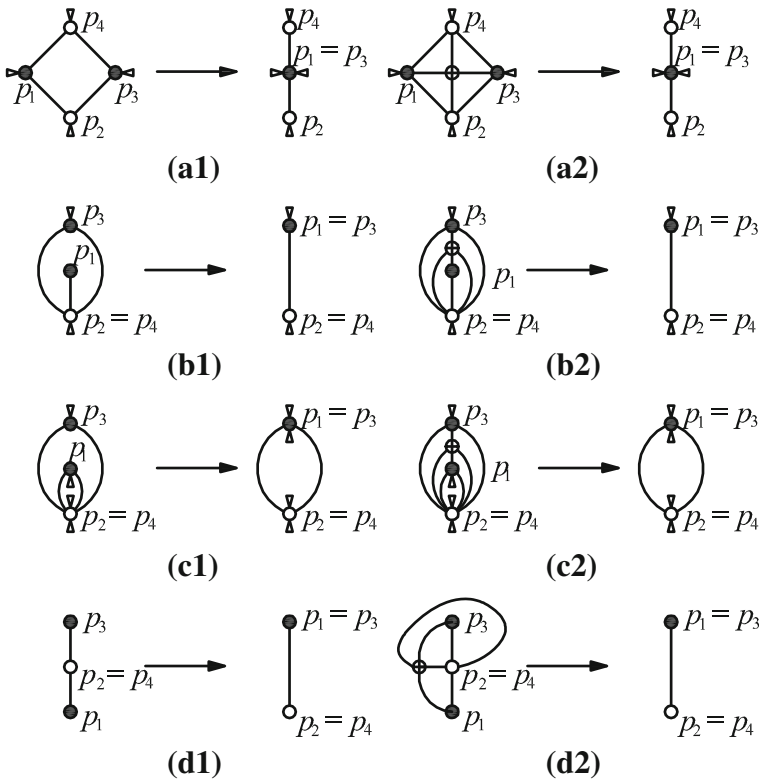 p₄ p₄ p₄ p₄
p₁ = p₃ p₁ = p₃
p₁ p₃ p₁ p₃
p₂ p₂ p₂ p₂
(a1) (a2)
p₃ p₁ = p₃ p₃ p₁ = p₃
p₁ p₁
p₂ = p₄ p₂ = p₄ p₂ = p₄ p₂ = p₄
(b1) (b2)
p₃ p₁ = p₃ p₃ p₁ = p₃
p₁ p₁
p₂ = p₄ p₂ = p₄ p₂ = p₄ p₂ = p₄
(c1) (c2)
p₃ p₁ = p₃ p₃ p₁ = p₃
p₂ = p₄ p₂ = p₄
p₁ p₂ = p₄ p₁ p₂ = p₄
(d1) (d2)